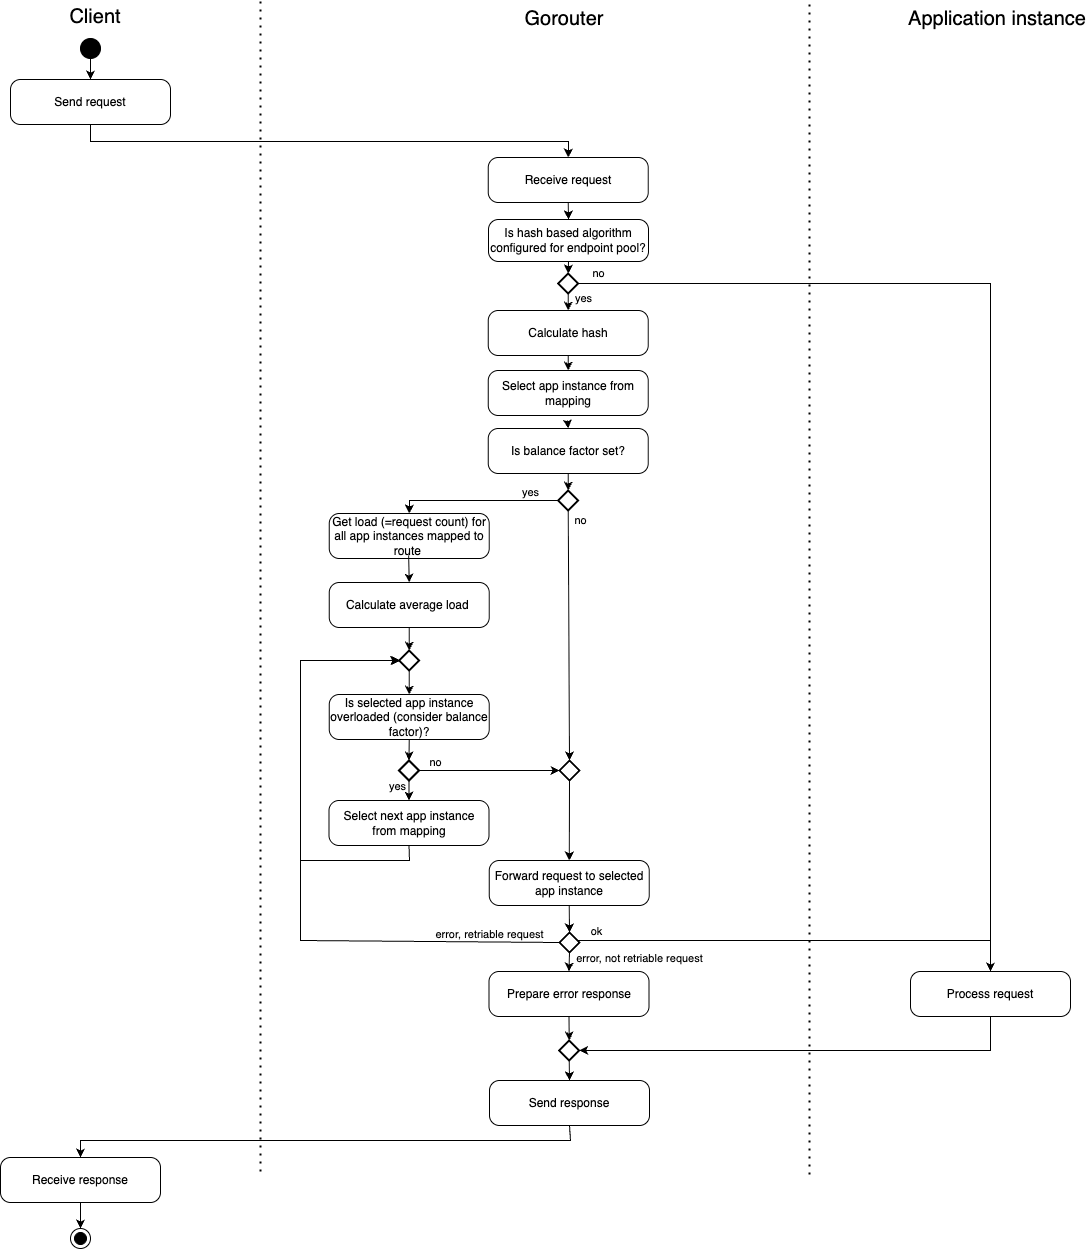 Client
Gorouter
Application instance
Send request
Receive request
Is hash based algorithm
configured for endpoint pool?
no
yes
Calculate hash
Select app instance from
mapping
Is balance factor set?
yes
no
Get load (=request count) for
all app instances mapped to
route
Calculate average load
Is selected app instance
overloaded (consider balance
factor)?
no
yes
Select next app instance
from mapping
Forward request to selected
app instance
error, retriable request
ok
error, not retriable request
Prepare error response
Process request
Send response
Receive response